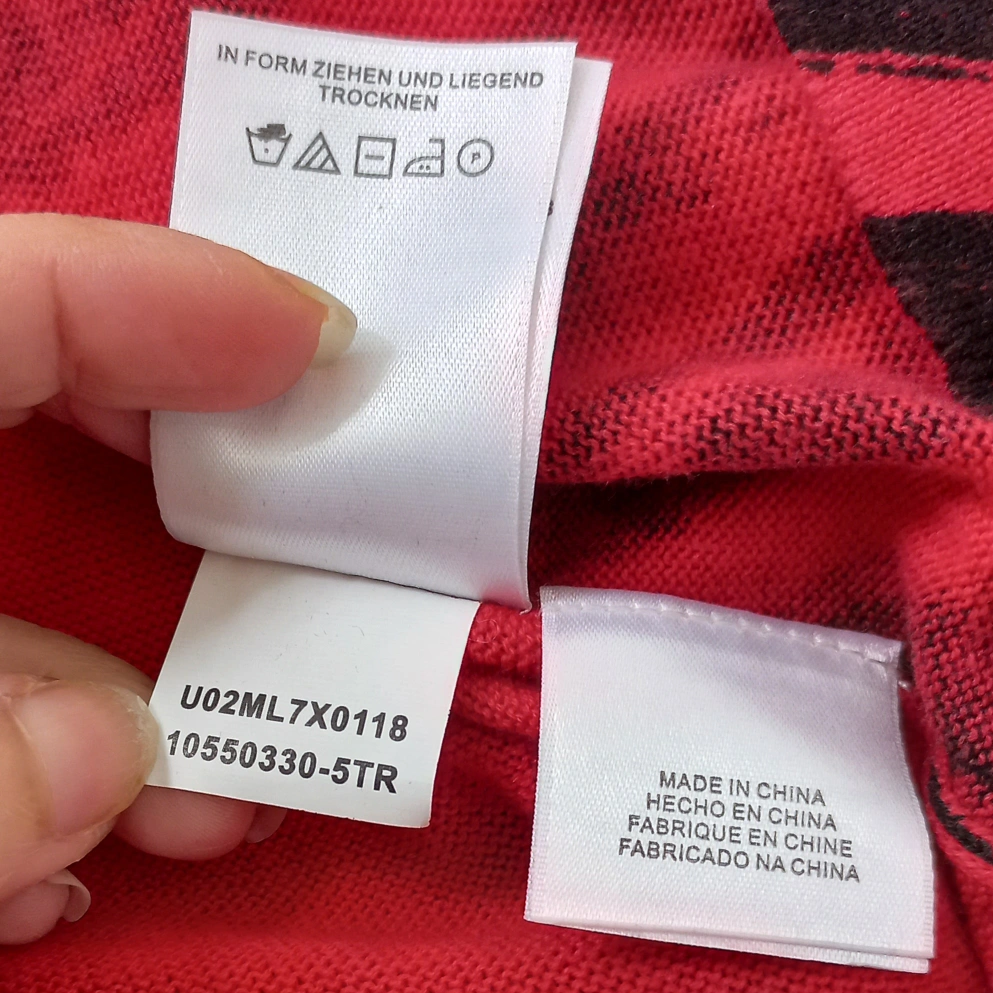 IN FORM ZIEHEN UND LIEGEND
TROCKNEN
P
U02ML7X0118
10550330-5TR
MADE IN CHINA
HECHO EN CHINA
FABRIQUE EN CHINE
FABRICADO NA CHINA